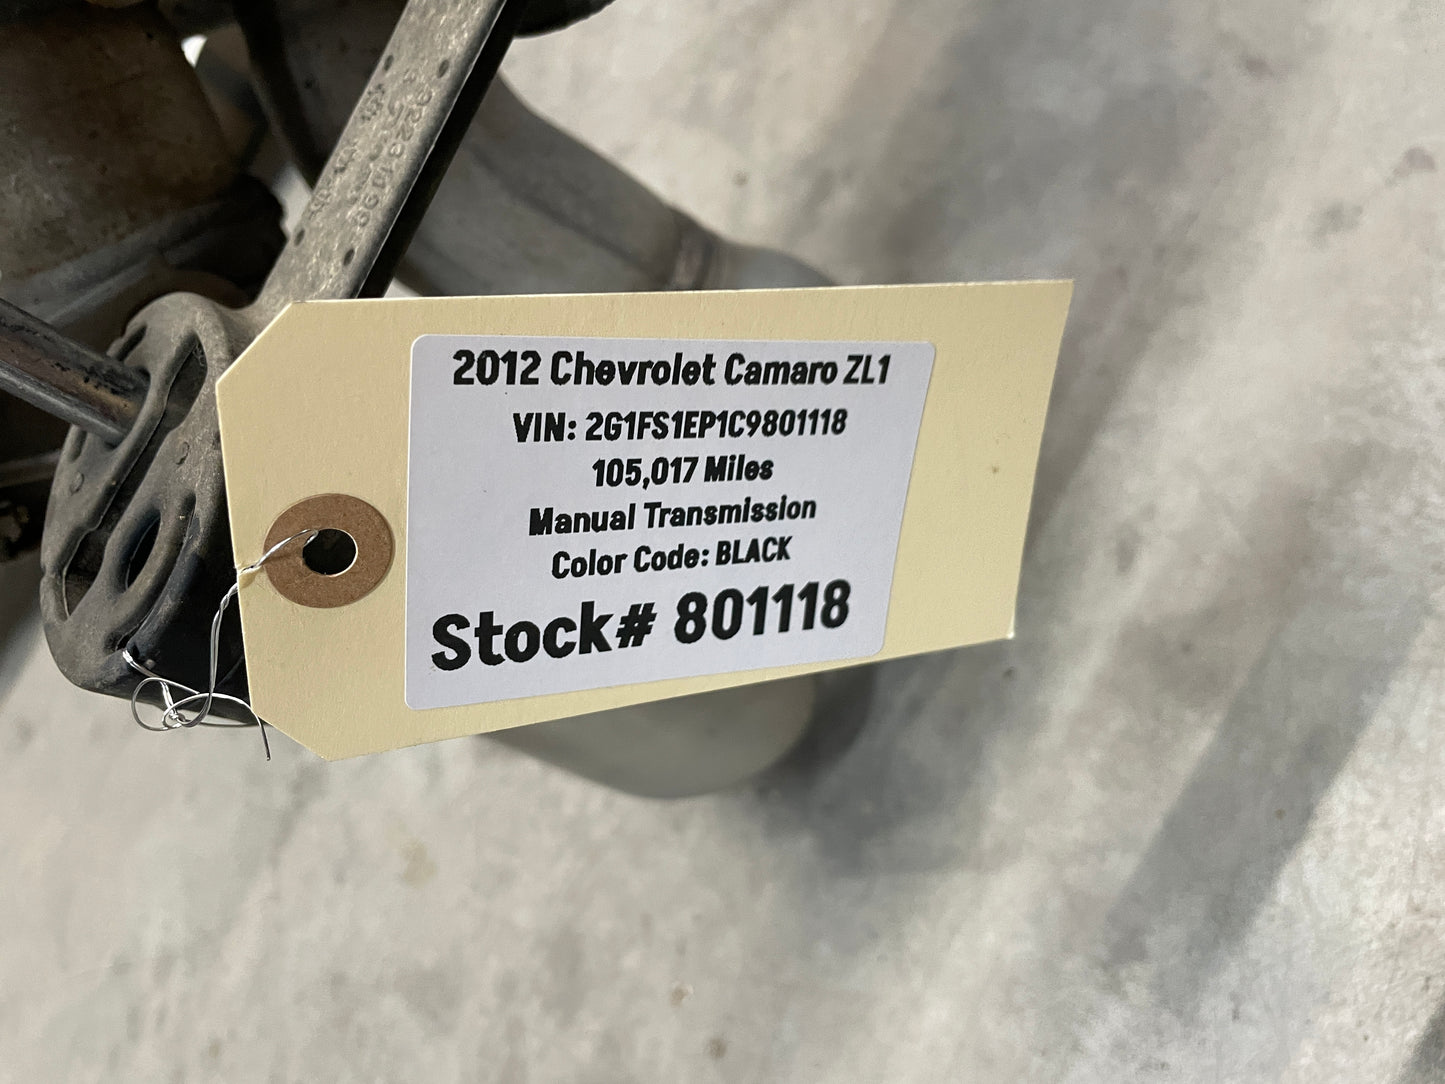 2012 Chevrolet Camaro ZL1
VIN: 2G1FS1EP1C9801118
105,017 Miles
Manual Transmission
Color Code: BLACK
Stock# 801118